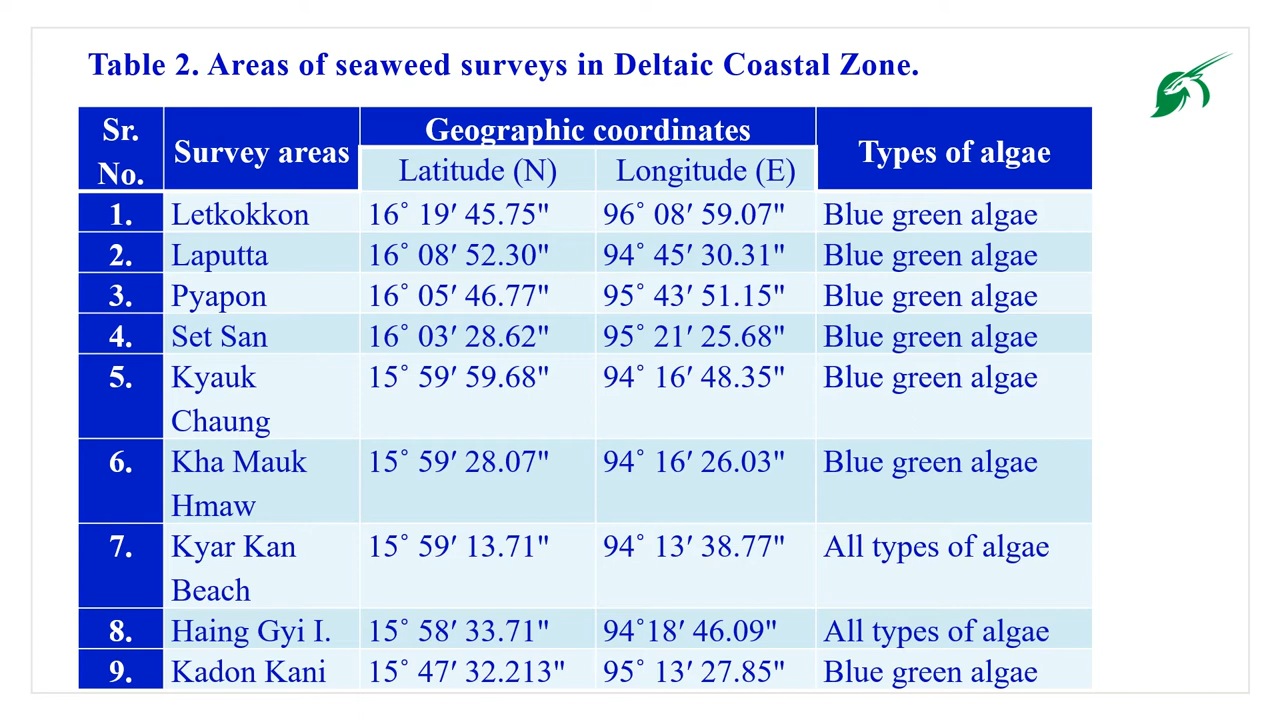 Table 2. Areas of seaweed surveys in Deltaic Coastal Zone.
Sr. No. Survey areas Geographic coordinates Types of algae
Latitude (N) Longitude (E)
1. Letkokkon 16˚ 19′ 45.75" 96˚ 08′ 59.07" Blue green algae
2. Laputta 16˚ 08′ 52.30" 94˚ 45′ 30.31" Blue green algae
3. Pyapon 16˚ 05′ 46.77" 95˚ 43′ 51.15" Blue green algae
4. Set San 16˚ 03′ 28.62" 95˚ 21′ 25.68" Blue green algae
5. Kyauk 15˚ 59′ 59.68" 94˚ 16′ 48.35" Blue green algae
Chaung
6. Kha Mauk 15˚ 59′ 28.07" 94˚ 16′ 26.03" Blue green algae
Hmaw
7. Kyar Kan 15˚ 59′ 13.71" 94˚ 13′ 38.77" All types of algae
Beach
8. Haing Gyi I. 15˚ 58′ 33.71" 94˚18′ 46.09" All types of algae
9. Kadon Kani 15˚ 47′ 32.213" 95˚ 13′ 27.85" Blue green algae